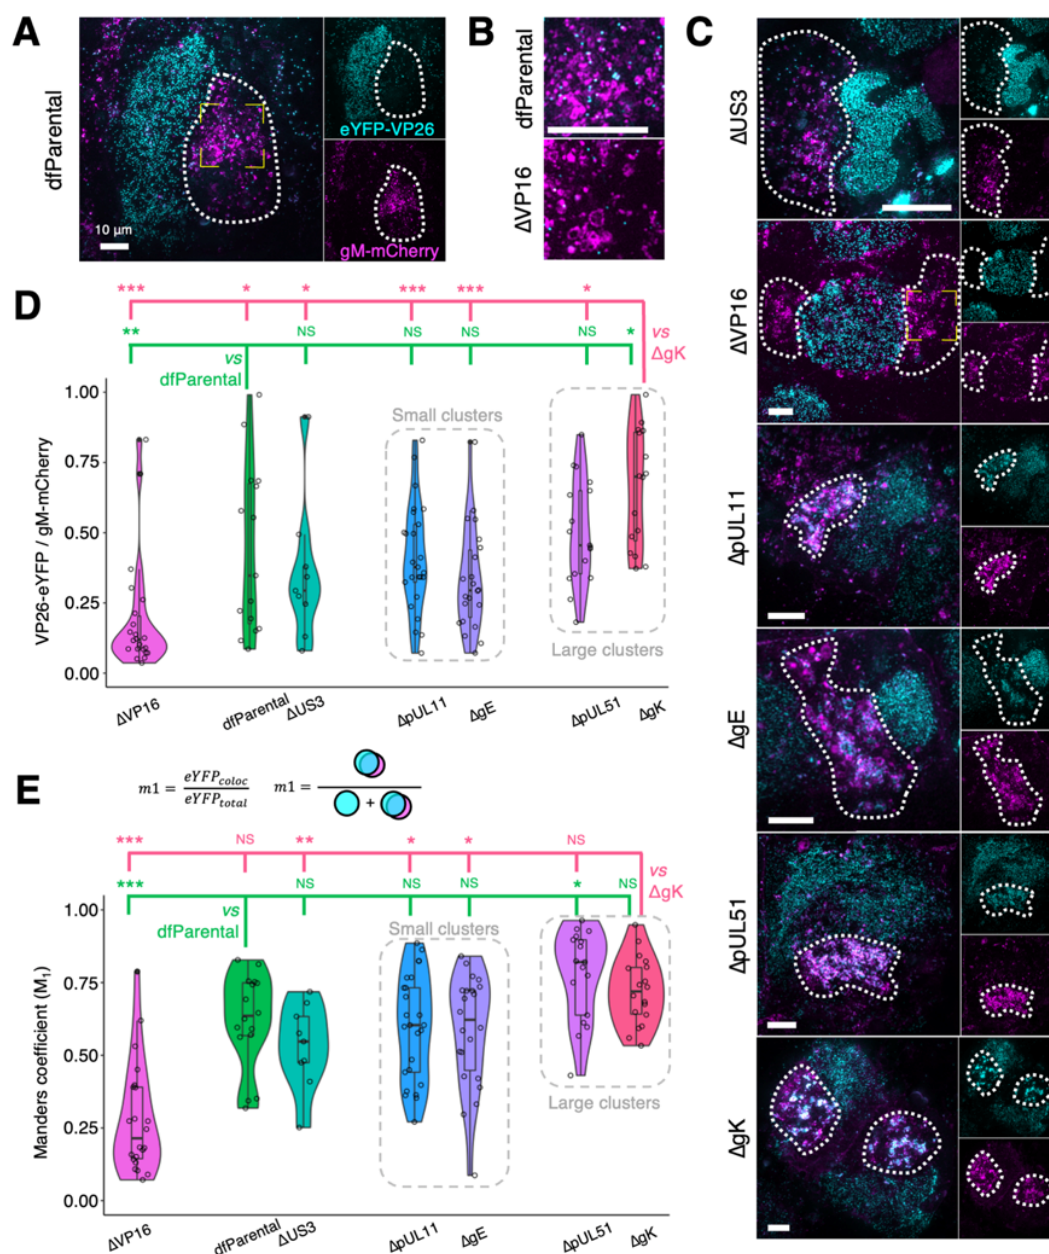 A
dfParental
10 µm
eYFP-VP26
gM-mCherry
B
dfParental
ΔVP16
C
ΔUS3
ΔVP16
ΔpUL11
ΔgE
ΔpUL51
ΔgK
D
*** * * *** *** *
** NS NS NS NS *
vs
dfParental
vs
ΔgK
VP26-eYFP / gM-mCherry
1.00
0.75
0.50
0.25
0.00
Small clusters
Large clusters
ΔVP16 dfParental ΔUS3 ΔpUL11 ΔgE ΔpUL51 ΔgK
E
m1 = eYFPcoloc / eYFPtotal
m1 = +
*** NS ** * * NS
*** NS NS NS * NS
vs
dfParental
vs
ΔgK
Manders coefficient (M1)
1.00
0.75
0.50
0.25
0.00
Small clusters
Large clusters
ΔVP16 dfParental ΔUS3 ΔpUL11 ΔgE ΔpUL51 ΔgK